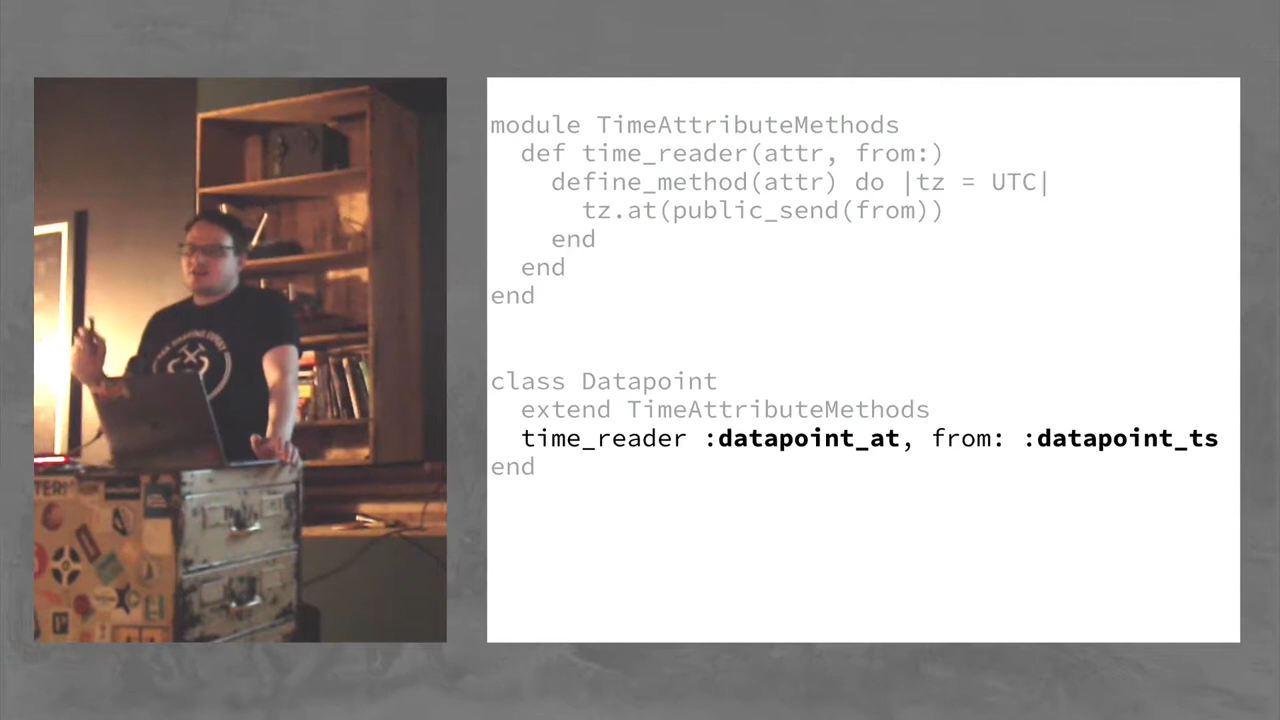 module TimeAttributeMethods
  def time_reader(attr, from:)
    define_method(attr) do |tz = UTC|
      tz.at(public_send(from))
    end
  end
end
class Datapoint
  extend TimeAttributeMethods
  time_reader :datapoint_at, from: :datapoint_ts
end